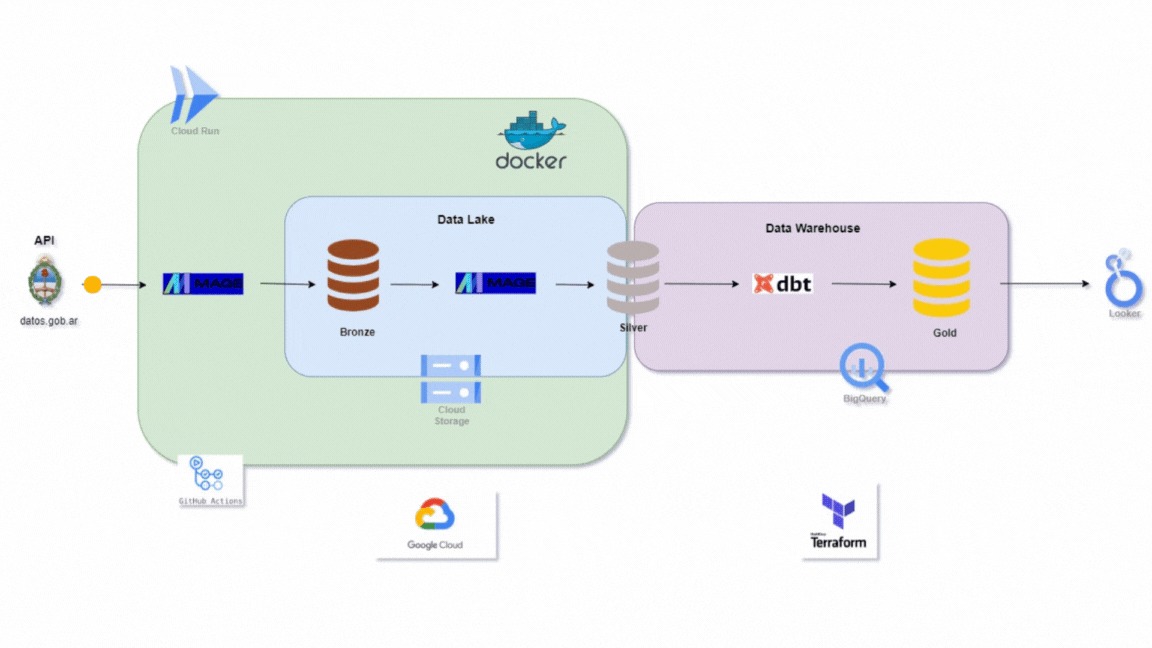 Cloud Run
docker
Data Lake
Data Warehouse
API
MAGE
MAGE
dbt
datos.gob.ar
Bronze
Silver
Gold
Looker
Cloud
Storage
BigQuery
GitHub Actions
Google Cloud
Terraform